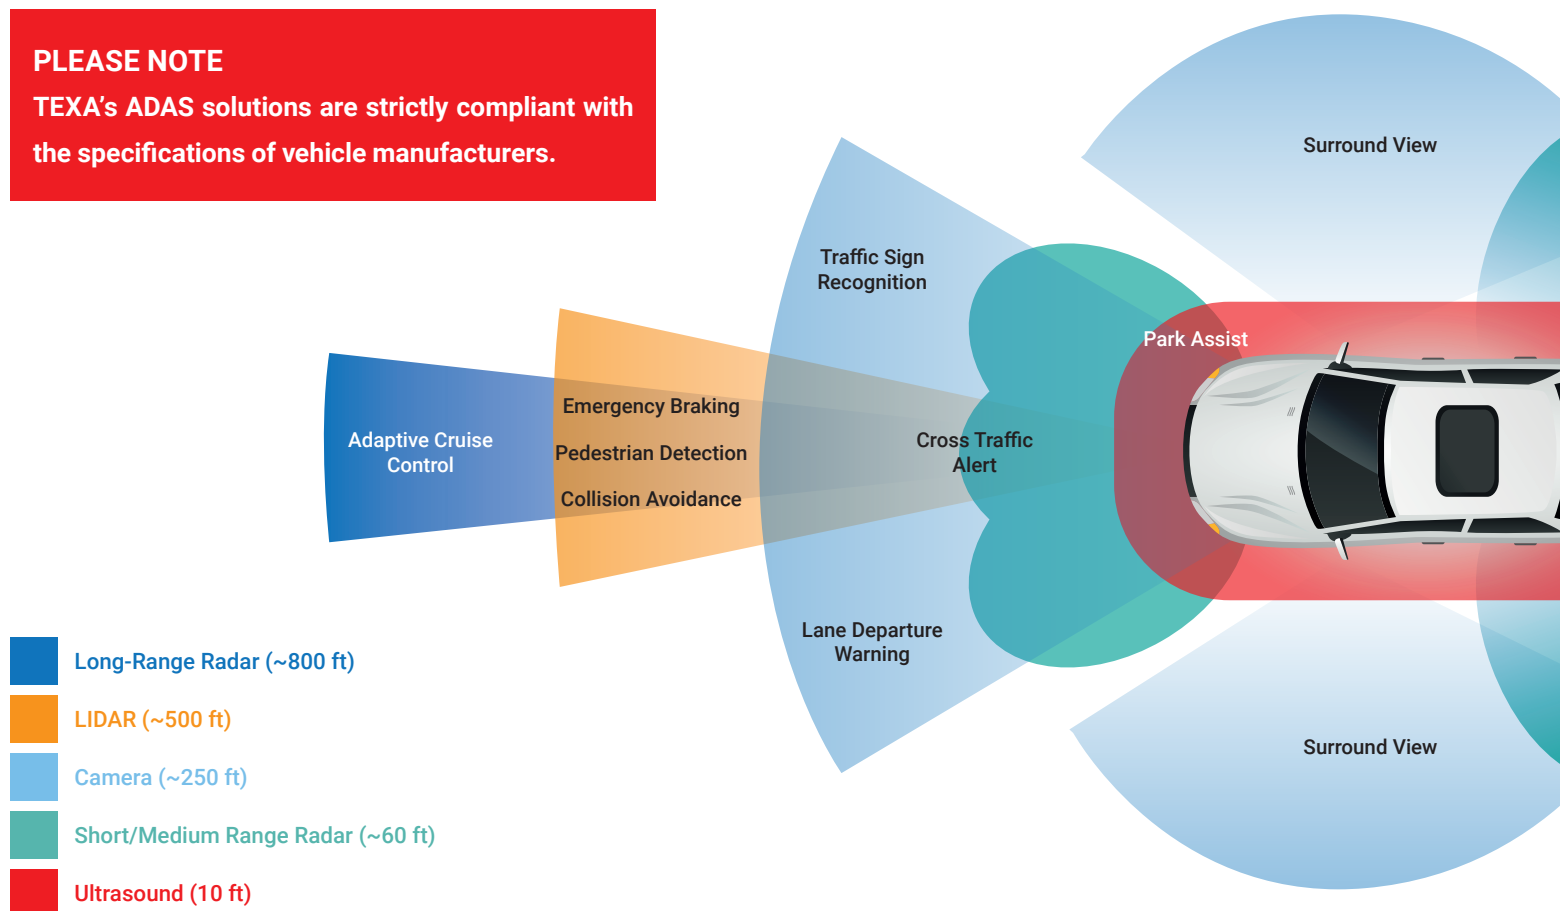 PLEASE NOTE
TEXA's ADAS solutions are strictly compliant with
the specifications of vehicle manufacturers.
Surround View
Traffic Sign
Recognition
Park Assist
Emergency Braking
Adaptive Cruise
Control
Pedestrian Detection
Cross Traffic
Alert
Collision Avoidance
Lane Departure
Warning
Surround View
Long-Range Radar (~800 ft)
LIDAR (~500 ft)
Camera (~250 ft)
Short/Medium Range Radar (~60 ft)
Ultrasound (10 ft)